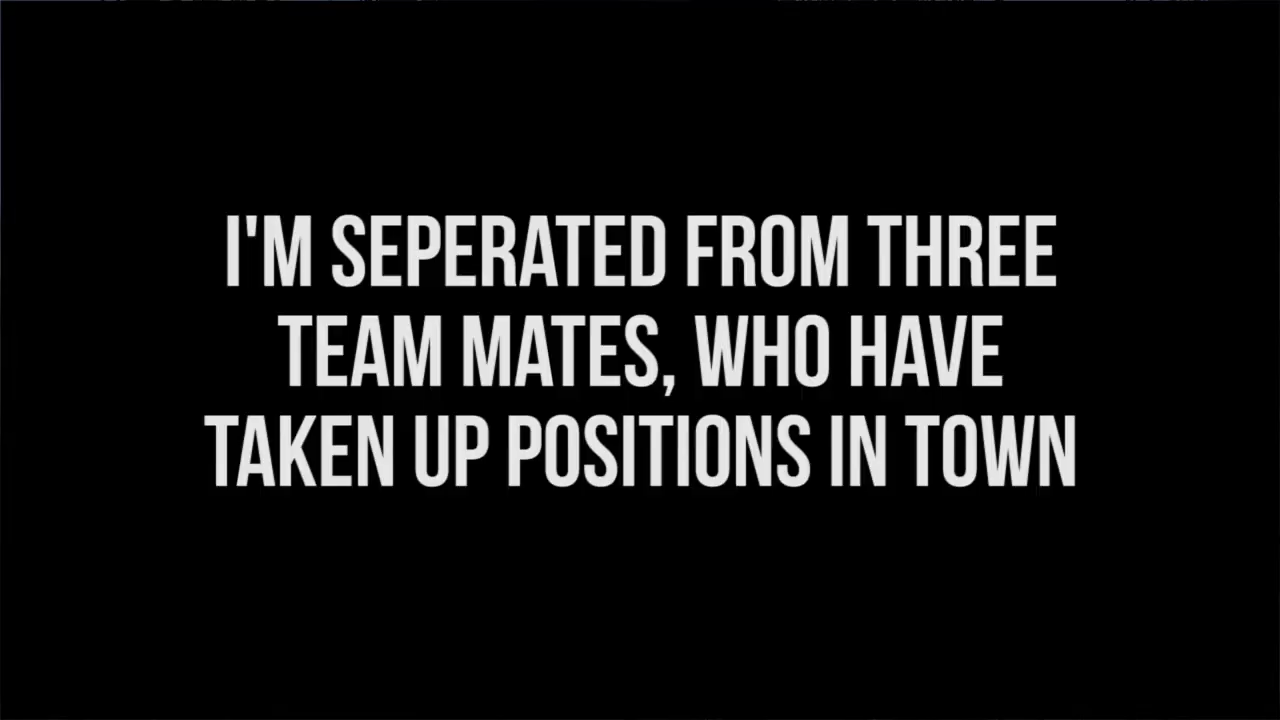 I'M SEPERATED FROM THREE
TEAM MATES, WHO HAVE
TAKEN UP POSITIONS IN TOWN